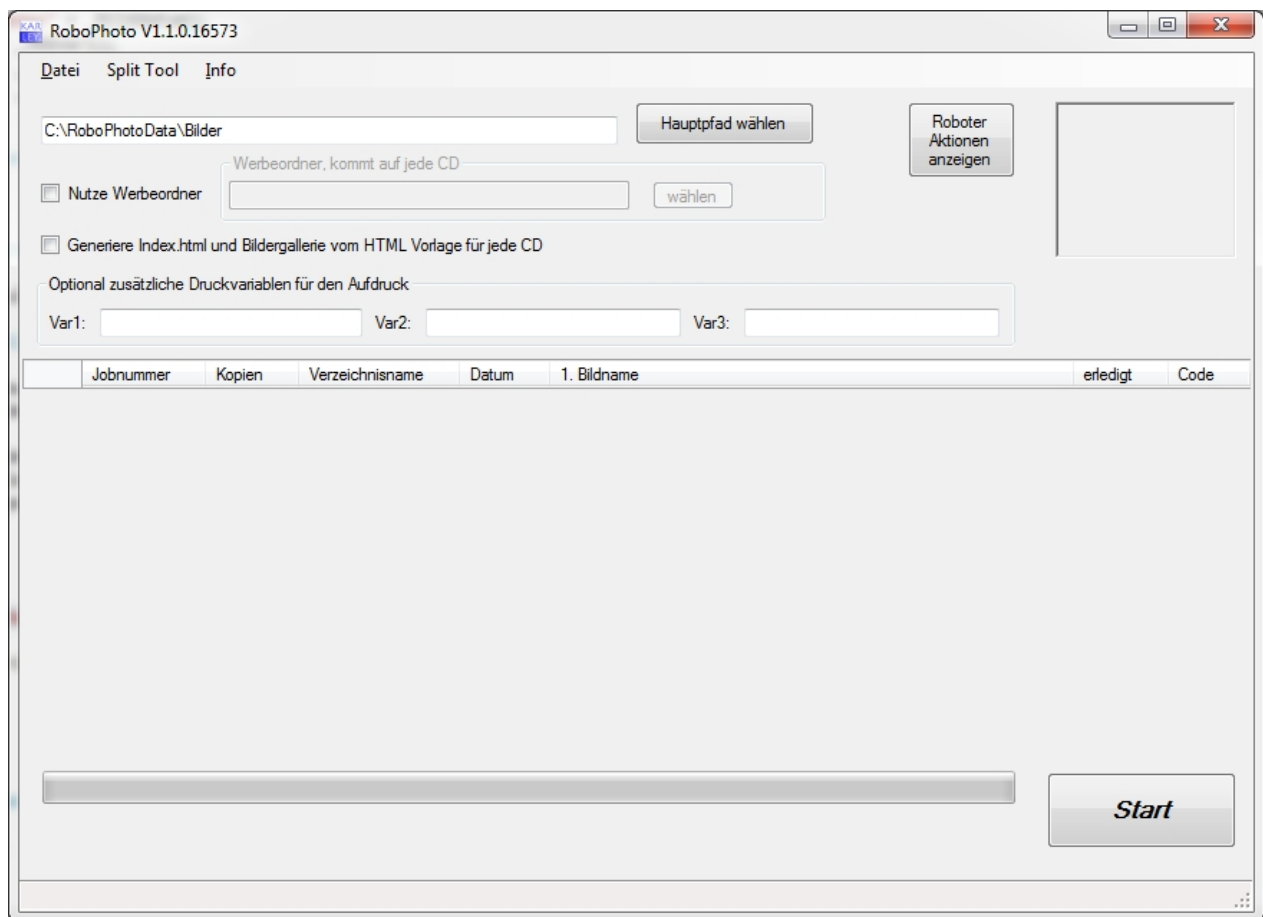 KAR
LEY
RoboPhoto V1.1.0.16573
Datei Split Tool Info
C:\RoboPhotoData\Bilder
Hauptpfad wählen
Roboter
Aktionen
anzeigen
Werbeordner, kommt auf jede CD
Nutze Werbeordner
wählen
Generiere Index.html und Bildergallerie vom HTML Vorlage für jede CD
Optional zusätzliche Druckvariablen für den Aufdruck
Var1: Var2: Var3:
Jobnummer Kopien Verzeichnisname Datum 1. Bildname erledigt Code
Start